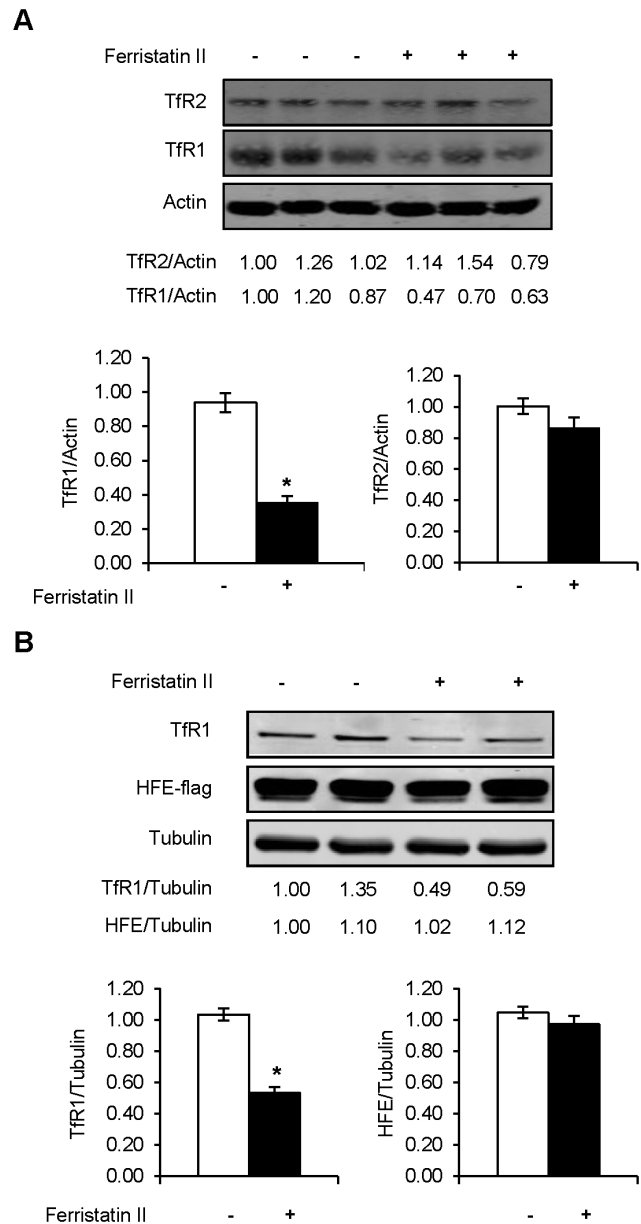 A
Ferristatin II - - - + + +
TfR2
TfR1
Actin
TfR2/Actin 1.00 1.26 1.02 1.14 1.54 0.79
TfR1/Actin 1.00 1.20 0.87 0.47 0.70 0.63
TfR1/Actin
1.20
1.00
0.80
0.60
0.40
0.20
0.00
*
- +
Ferristatin II
TfR2/Actin
1.20
1.00
0.80
0.60
0.40
0.20
0.00
- +
B
Ferristatin II - - + +
TfR1
HFE-flag
Tubulin
TfR1/Tubulin 1.00 1.35 0.49 0.59
HFE/Tubulin 1.00 1.10 1.02 1.12
TfR1/Tubulin
1.20
1.00
0.80
0.60
0.40
0.20
0.00
*
Ferristatin II - +
HFE/Tubulin
1.20
1.00
0.80
0.60
0.40
0.20
0.00
- +